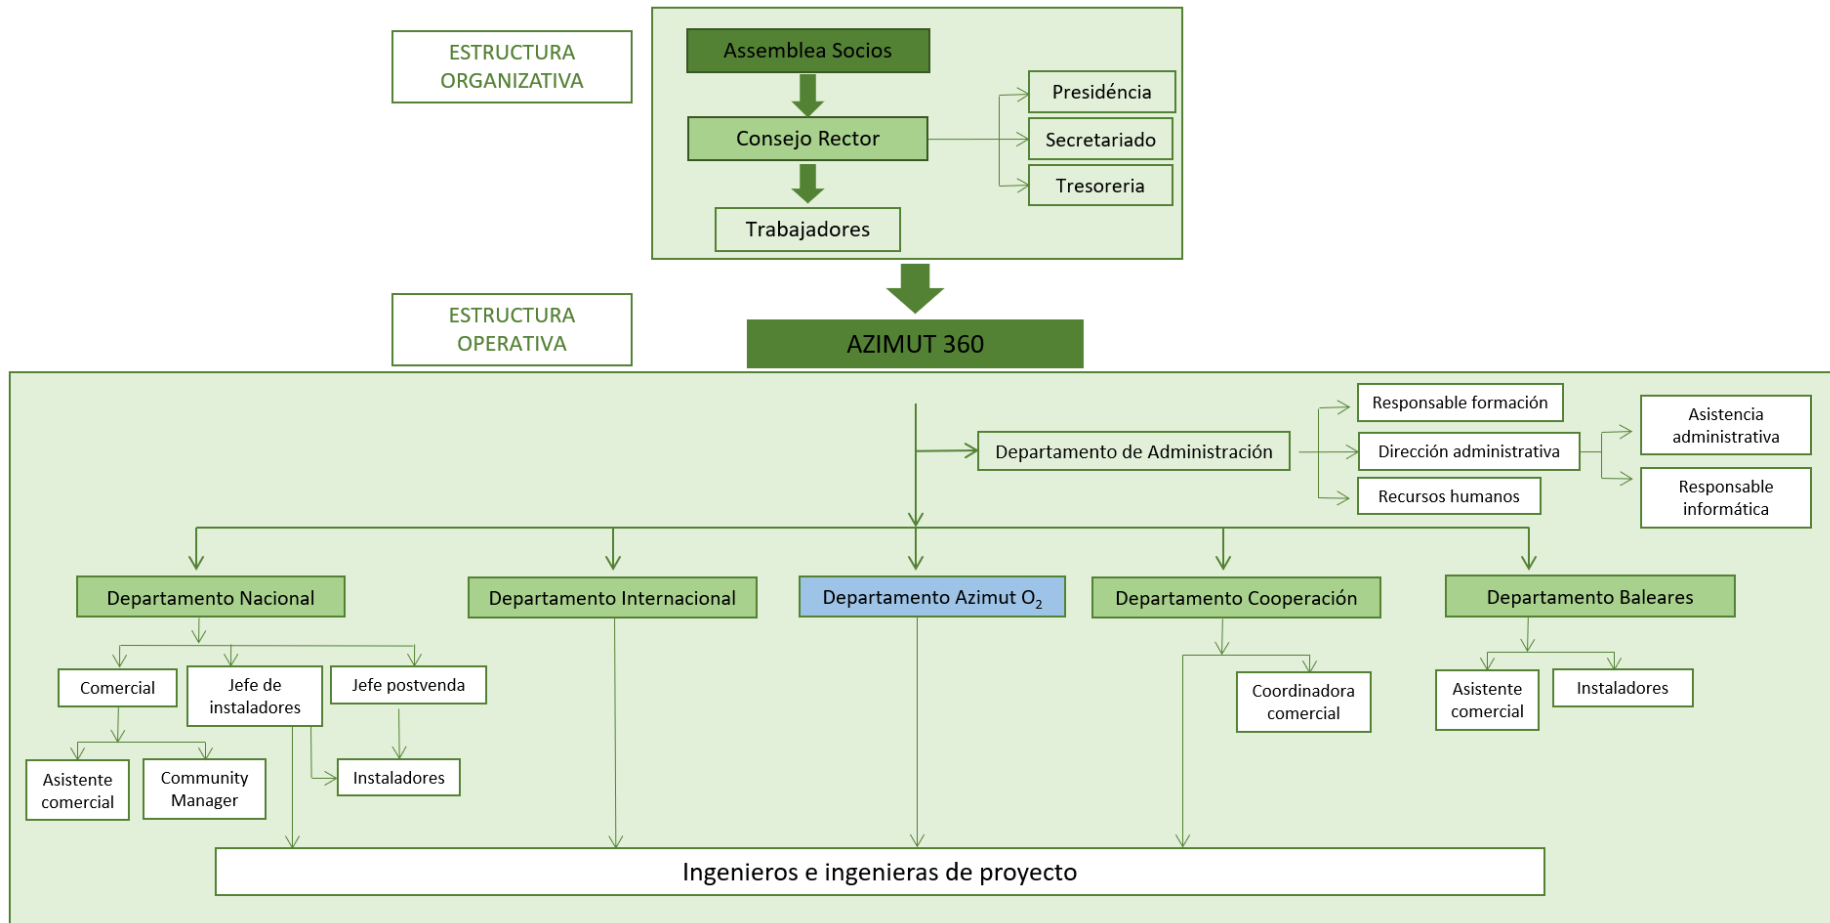 ESTRUCTURA
ORGANIZATIVA
Assemblea Socios
Consejo Rector
Trabajadores
Presidéncia
Secretariado
Tresoreria
ESTRUCTURA
OPERATIVA
AZIMUT 360
Departamento de Administración
Responsable formación
Dirección administrativa
Recursos humanos
Asistencia
administrativa
Responsable
informática
Departamento Nacional
Departamento Internacional
Departamento Azimut O₂
Departamento Cooperación
Departamento Baleares
Comercial
Jefe de
instaladores
Jefe postvenda
Coordinadora
comercial
Asistente
comercial
Instaladores
Asistente
comercial
Community
Manager
Instaladores
Ingenieros e ingenieras de proyecto